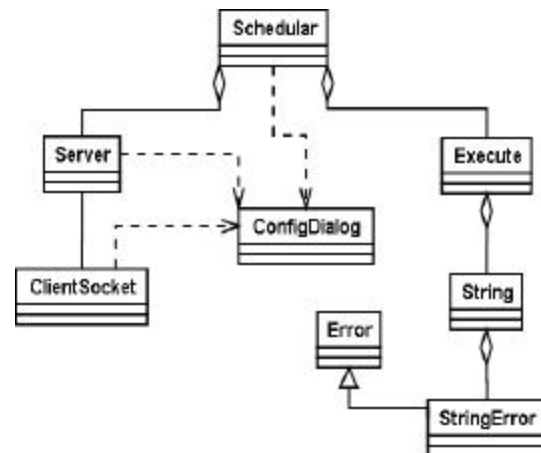 Schedular
Server
Execute
ConfigDialog
ClientSocket
String
Error
StringError